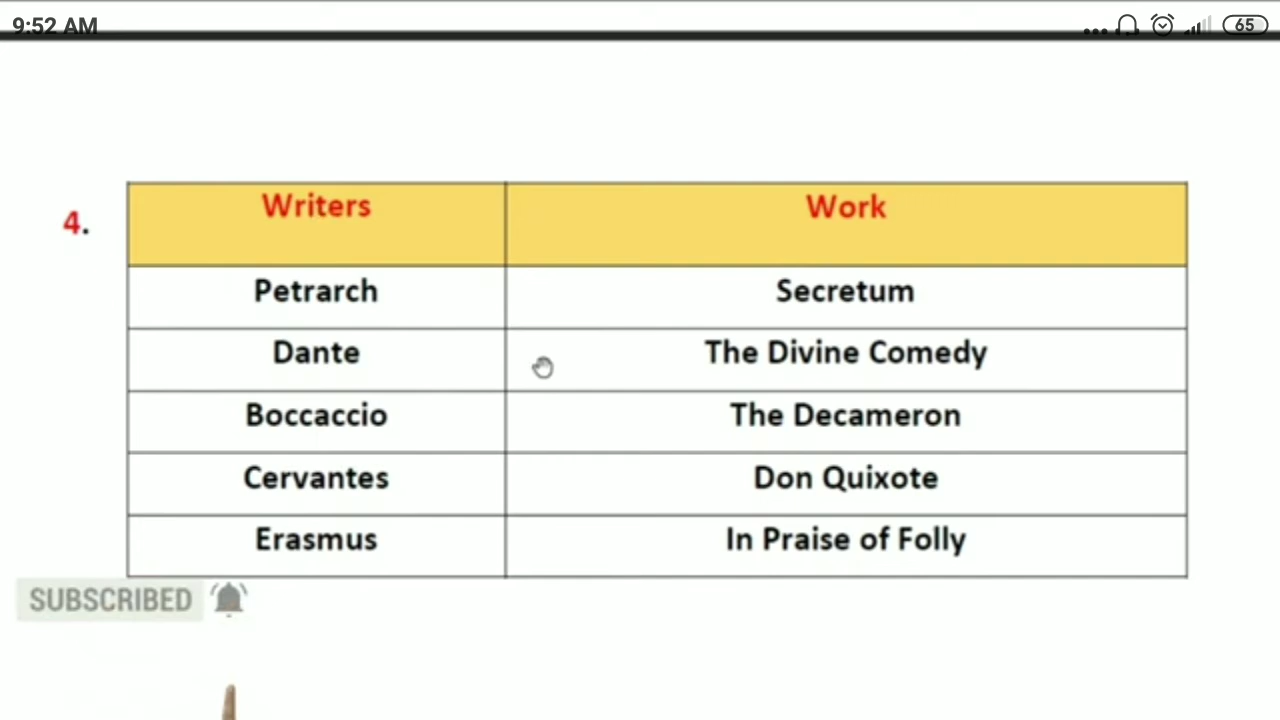 9:52 AM 65
4. Writers Work
Petrarch Secretum
Dante The Divine Comedy
Boccaccio The Decameron
Cervantes Don Quixote
Erasmus In Praise of Folly
SUBSCRIBED